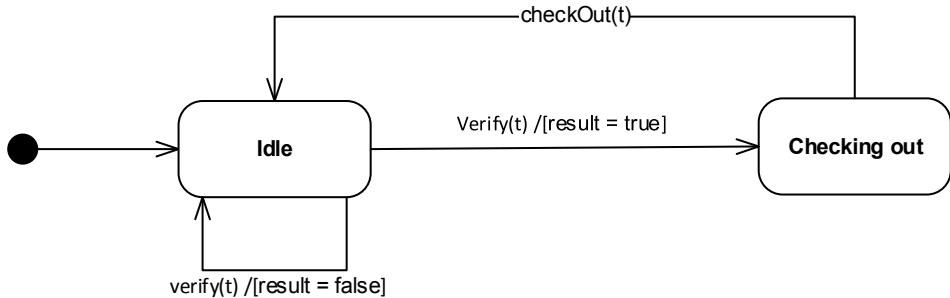 checkOut(t)
Verify(t) /[result = true]
Idle
Checking out
verify(t) /[result = false]